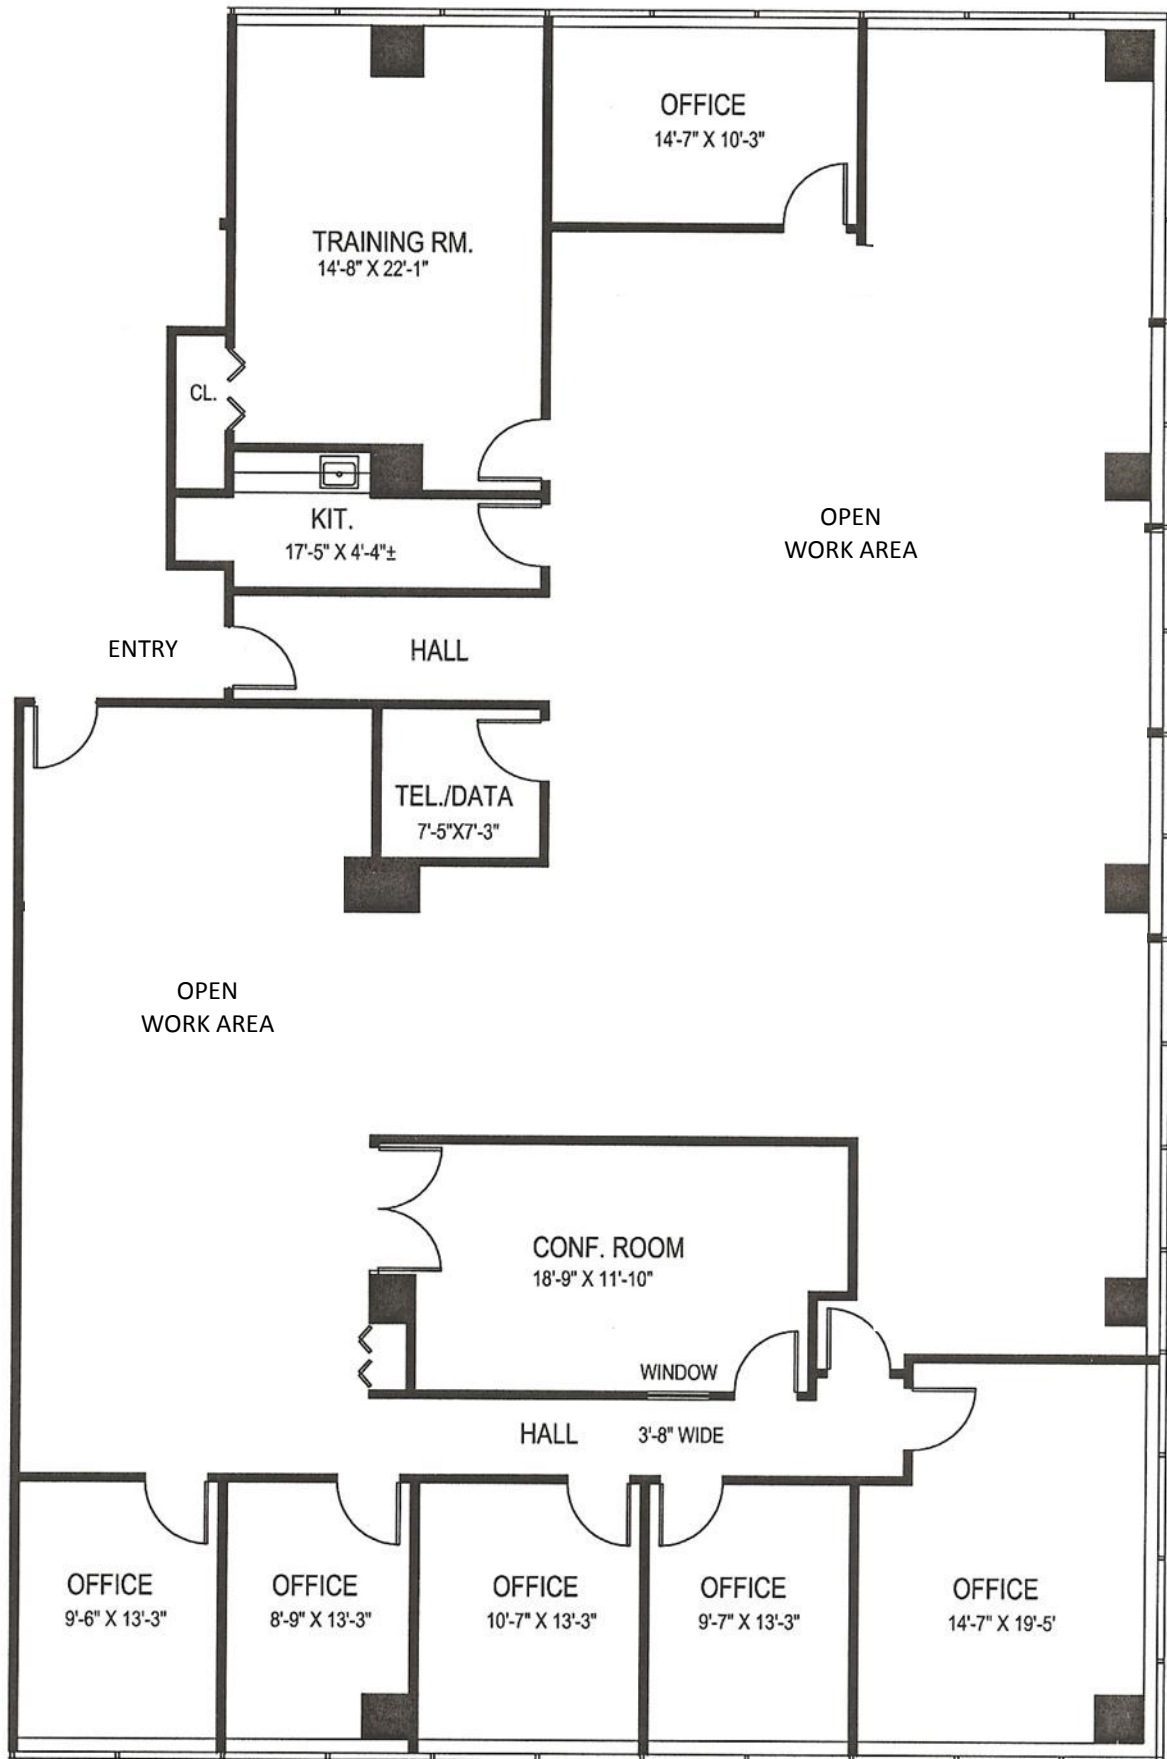 OFFICE
14'-7" X 10'-3"
TRAINING RM.
14'-8" X 22'-1"
CL.
KIT.
17'-5" X 4'-4"±
OPEN
WORK AREA
ENTRY
HALL
TEL./DATA
7'-5"X7'-3"
OPEN
WORK AREA
CONF. ROOM
18'-9" X 11'-10"
WINDOW
HALL
3'-8" WIDE
OFFICE
9'-6" X 13'-3"
OFFICE
8'-9" X 13'-3"
OFFICE
10'-7" X 13'-3"
OFFICE
9'-7" X 13'-3"
OFFICE
14'-7" X 19'-5'